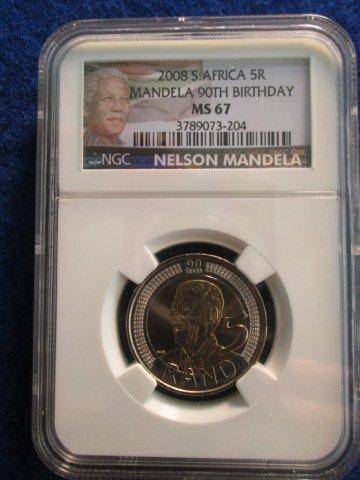 2008 S.AFRICA 5R
MANDELA 90TH BIRTHDAY
MS 67
3789073-204
NGC
NELSON MANDELA
90
YEARS
5
RAND